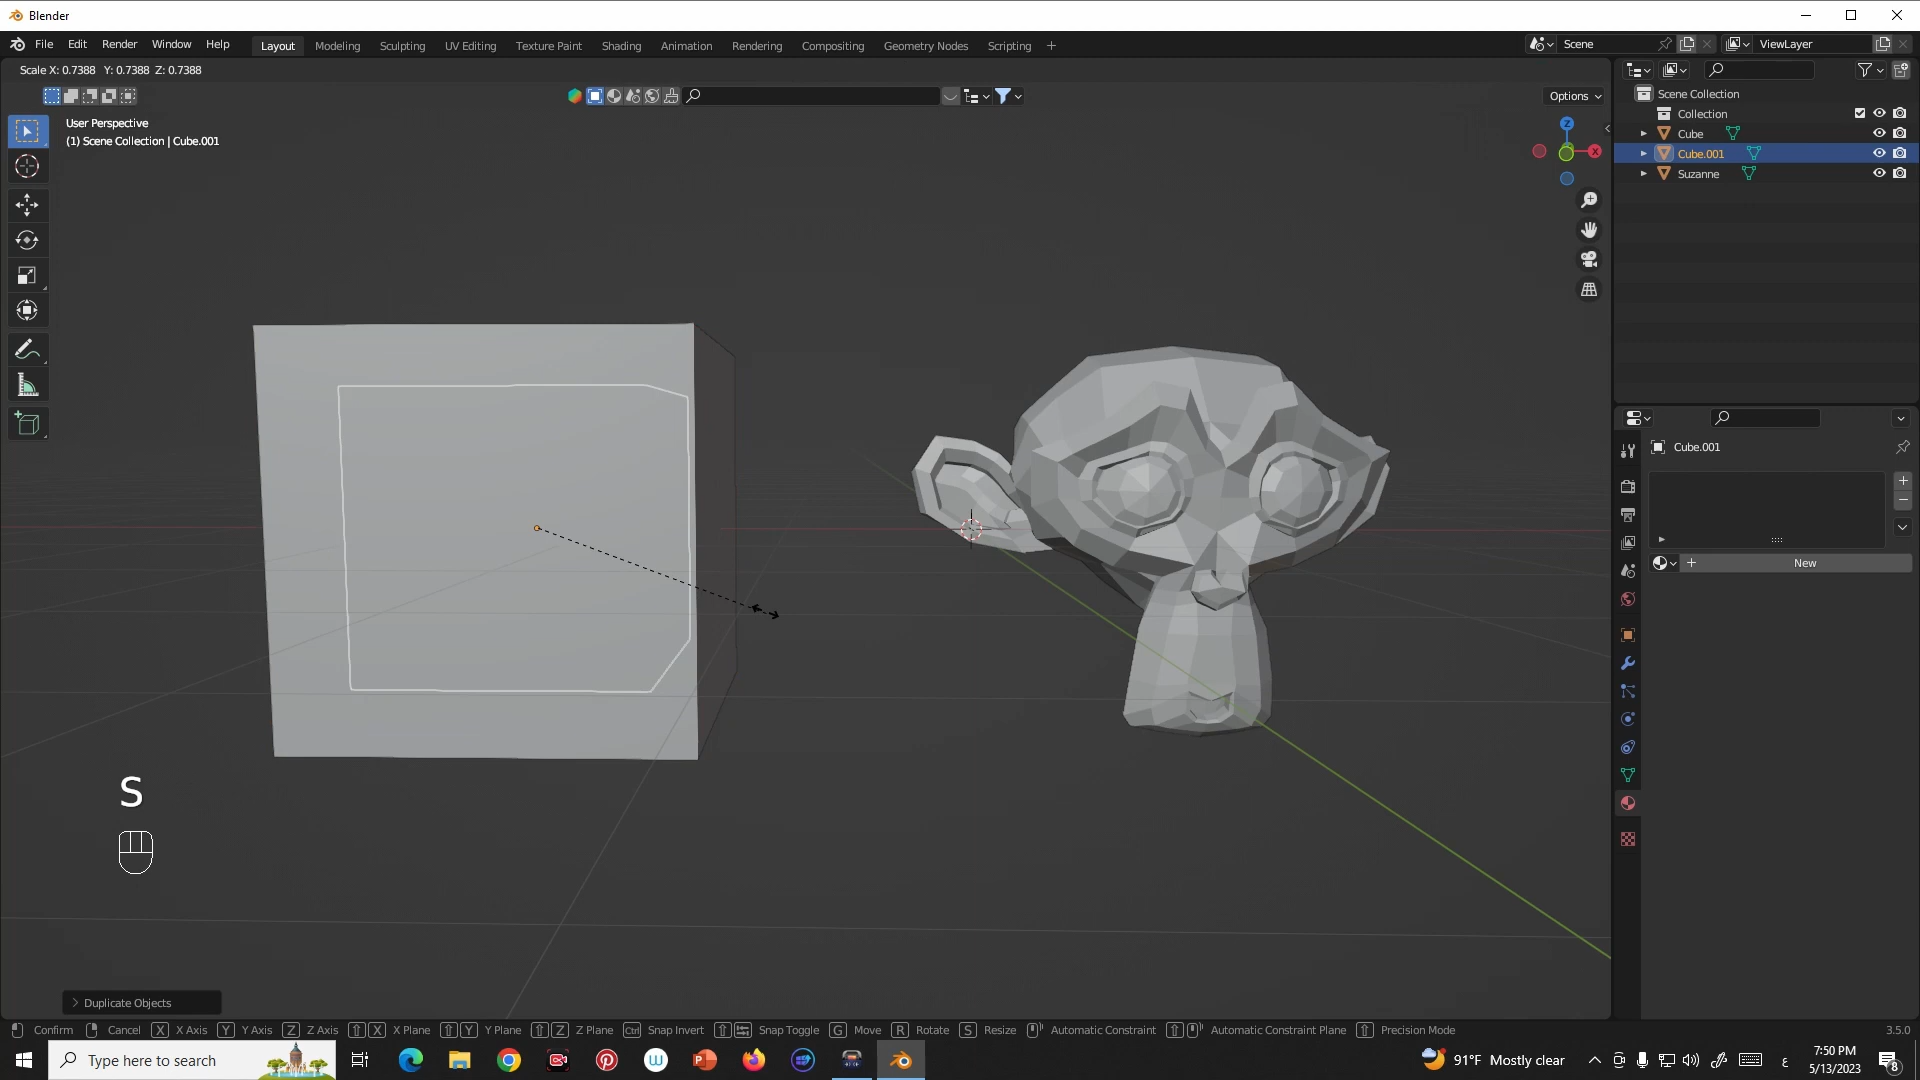 Blender
File Edit Render Window Help Layout Modeling Sculpting UV Editing Texture Paint Shading Animation Rendering Compositing Geometry Nodes Scripting + Scene ViewLayer
Scale X: 0.7388 Y: 0.7388 Z: 0.7388
Options
User Perspective
(1) Scene Collection | Cube.001
Z
X
Scene Collection
Collection
Cube
Cube.001
Suzanne
Cube.001
New
S
Duplicate Objects
Confirm Cancel X X Axis Y Y Axis Z Z Axis X X Plane Y Y Plane Z Z Plane Ctrl Snap Invert Snap Toggle G Move R Rotate S Resize Automatic Constraint Automatic Constraint Plane Precision Mode 3.5.0
Type here to search
91°F Mostly clear
ع
7:50 PM
5/13/2023
8